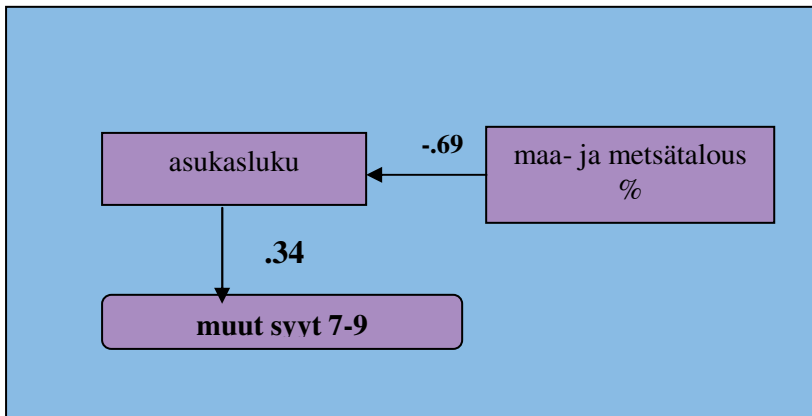 asukasluku
-.69
maa- ja metsätalous
%
.34
muut syyt 7-9